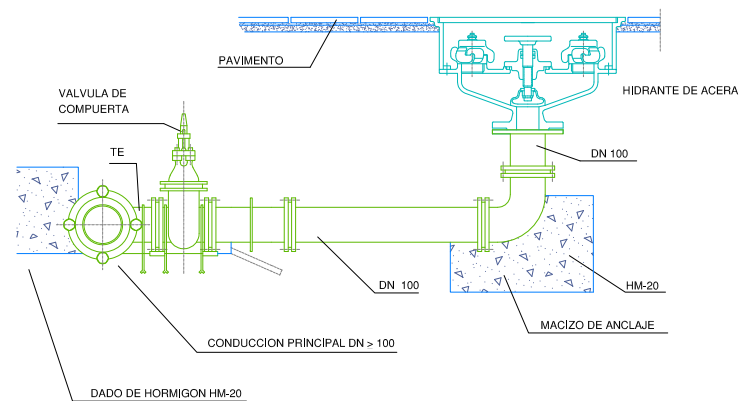 PAVIMENTO
HIDRANTE DE ACERA
VALVULA DE
COMPUERTA
TE
DN 100
DN 100
HM-20
MACIZO DE ANCLAJE
CONDUCCION PRINCIPAL DN > 100
DADO DE HORMIGON HM-20